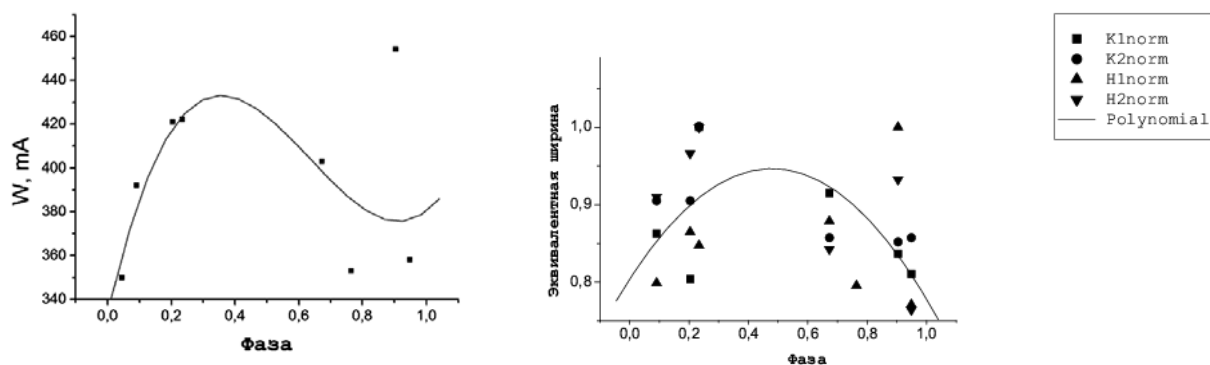 W, mA
460
440
420
400
380
360
340
0,0 0,2 0,4 0,6 0,8 1,0
Фаза
Эквивалентная ширина
1,0
0,9
0,8
0,0 0,2 0,4 0,6 0,8 1,0
Фаза
K1norm
K2norm
H1norm
H2norm
Polynomial